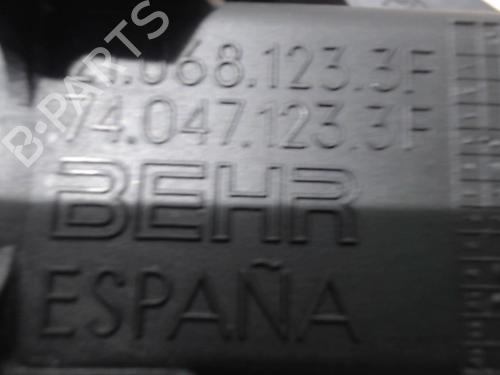 .068.123.3F
74.047.123.3F
BEHR
ESPAÑA
B-PARTS